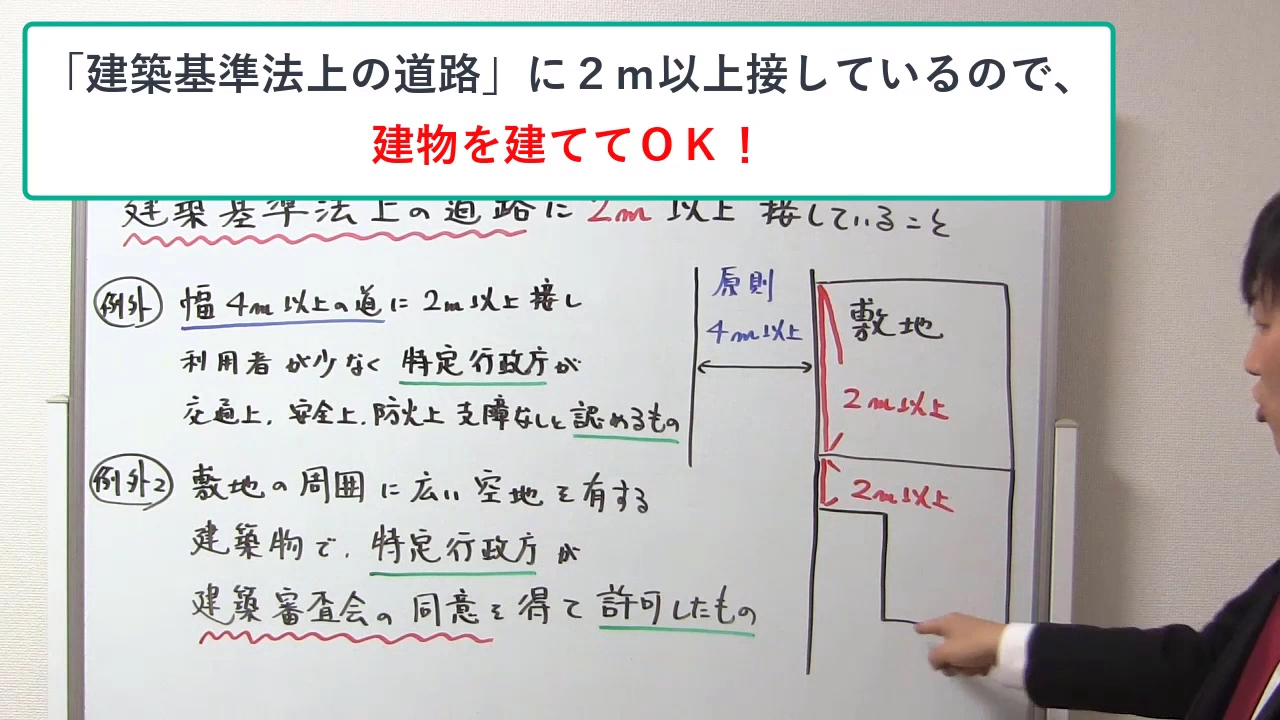 「建築基準法上の道路」に２ｍ以上接しているので、
建物を建ててＯＫ！
建築基準法上の道路に2m以上接していること
例外1 幅4m以上の道に2m以上接し
利用者が少なく特定行政庁が
交通上,安全上,防火上支障なしと認めるもの
例外2 敷地の周囲に広い空地を有する
建築物で,特定行政庁が
建築審査会の同意を得て許可したもの
原則
4m以上
敷地
2m以上
2m以上